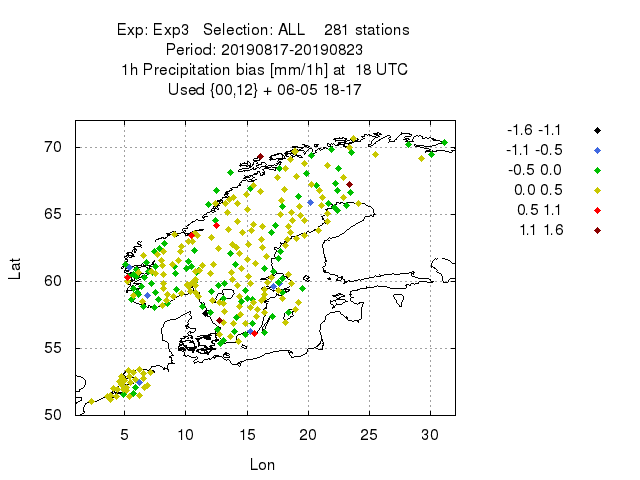 Exp: Exp3   Selection: ALL    281 stations
Period: 20190817-20190823
1h Precipitation bias [mm/1h] at  18 UTC
Used {00,12} + 06-05 18-17
-1.6 -1.1
-1.1 -0.5
-0.5 0.0
0.0 0.5
0.5 1.1
1.1 1.6
70
65
60
55
50
Lat
5 10 15 20 25 30
Lon